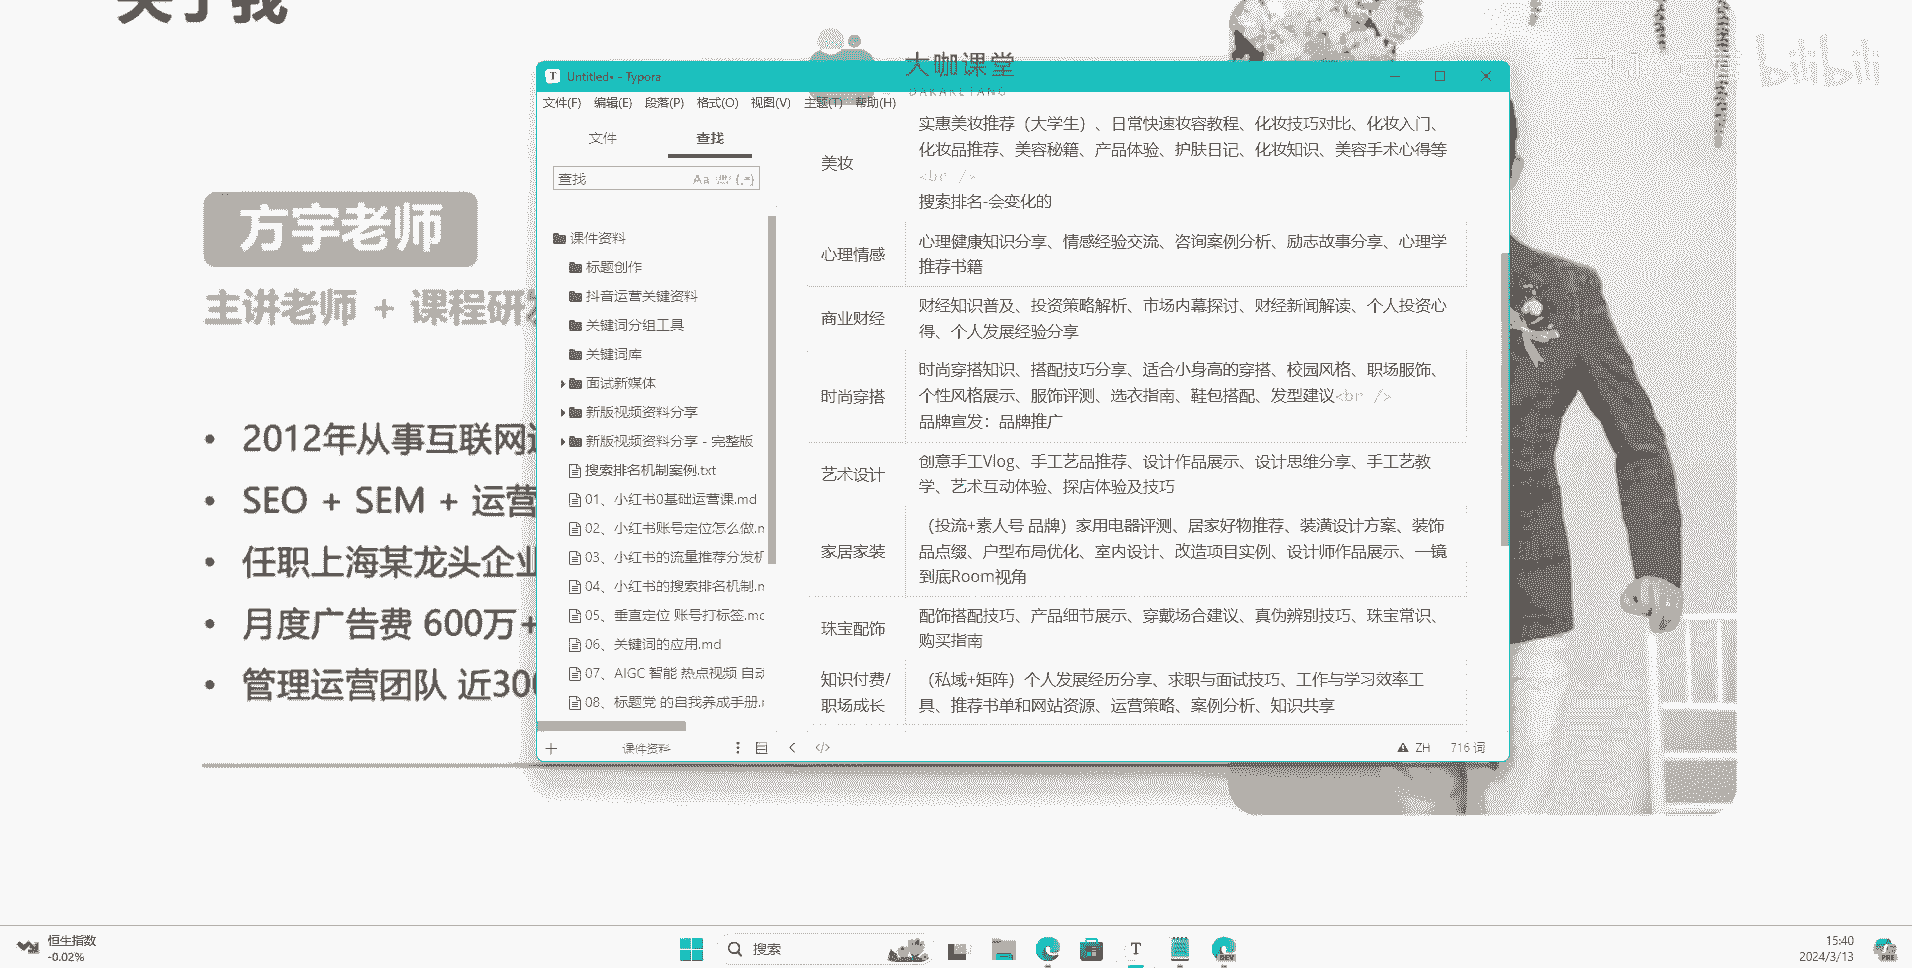 关于我
bilibili
大咖课堂
DAKAKETANG
方宇老师
主讲老师 + 课程研发
2012年从事互联网
SEO + SEM + 运营
任职上海某龙头企业
月度广告费 600万+
管理运营团队 近300
Untitled• - Typora
文件(F) 编辑(E) 段落(P) 格式(O) 视图(V) 主题(T) 帮助(H)
文件 查找
查找 Aa
课件资料
标题创作
抖音运营关键资料
关键词分组工具
关键词库
面试新媒体
新版视频资料分享
新版视频资料分享 - 完整版
搜索排名机制案例.txt
01、小红书0基础运营课.md
02、小红书账号定位怎么做.m
03、小红书的流量推荐分发机
04、小红书的搜索排名机制.m
05、垂直定位 账号打标签.mc
06、关键词的应用.md
07、AIGC 智能 热点视频 自动
08、标题党 的自我养成手册.r
课件资料
美妆
实惠美妆推荐（大学生）、日常快速妆容教程、化妆技巧对比、化妆入门、
化妆品推荐、美容秘籍、产品体验、护肤日记、化妆知识、美容手术心得等
<br />
搜索排名-会变化的
心理情感
心理健康知识分享、情感经验交流、咨询案例分析、励志故事分享、心理学
推荐书籍
商业财经
财经知识普及、投资策略解析、市场内幕探讨、财经新闻解读、个人投资心
得、个人发展经验分享
时尚穿搭
时尚穿搭知识、搭配技巧分享、适合小身高的穿搭、校园风格、职场服饰、
个性风格展示、服饰评测、选衣指南、鞋包搭配、发型建议<br />
品牌宣发：品牌推广
艺术设计
创意手工Vlog、手工艺品推荐、设计作品展示、设计思维分享、手工艺教
学、艺术互动体验、探店体验及技巧
家居家装
（投流+素人号 品牌）家用电器评测、居家好物推荐、装潢设计方案、装饰
品点缀、户型布局优化、室内设计、改造项目实例、设计师作品展示、一镜
到底Room视角
珠宝配饰
配饰搭配技巧、产品细节展示、穿戴场合建议、真伪辨别技巧、珠宝常识、
购买指南
知识付费/
职场成长
（私域+矩阵）个人发展经历分享、求职与面试技巧、工作与学习效率工
具、推荐书单和网站资源、运营策略、案例分析、知识共享
ZH 716 词
恒生指数
-0.02%
搜索
15:40
2024/3/13